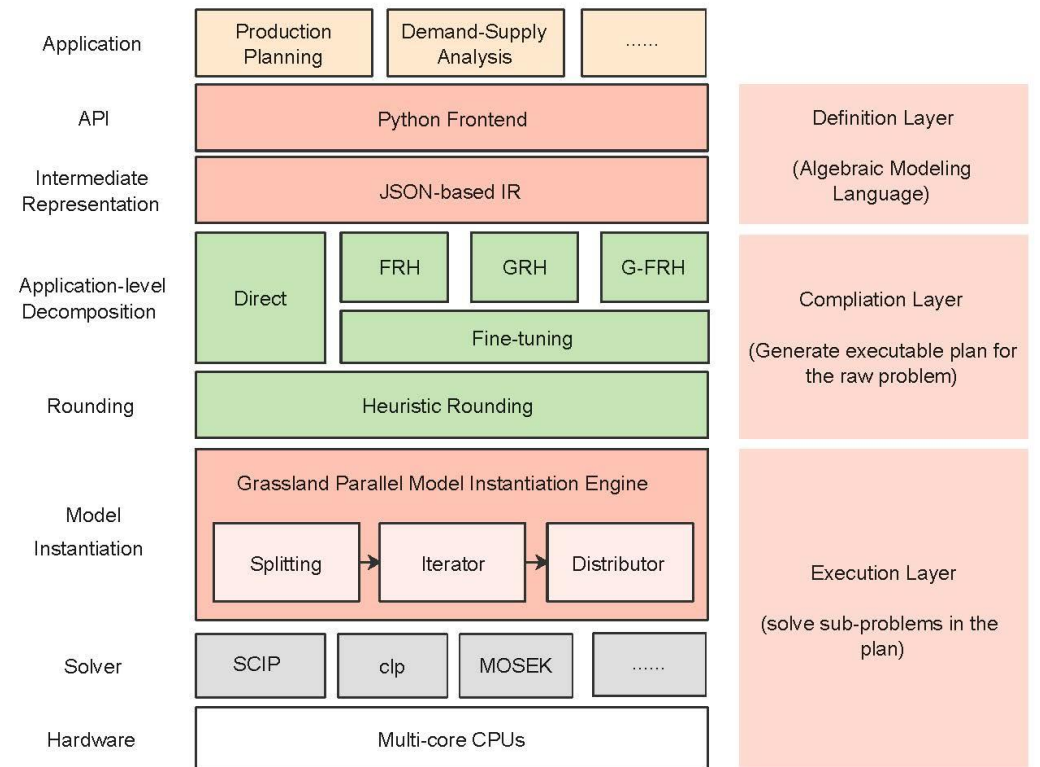 Application
Production
Planning
Demand-Supply
Analysis
......
API
Python Frontend
Definition Layer
(Algebraic Modeling
Language)
Intermediate
Representation
JSON-based IR
Application-level
Decomposition
Direct
FRH
GRH
G-FRH
Fine-tuning
Compliation Layer
(Generate executable plan for
the raw problem)
Rounding
Heuristic Rounding
Model
Instantiation
Grassland Parallel Model Instantiation Engine
Splitting
Iterator
Distributor
Execution Layer
(solve sub-problems in the
plan)
Solver
SCIP
clp
MOSEK
......
Hardware
Multi-core CPUs